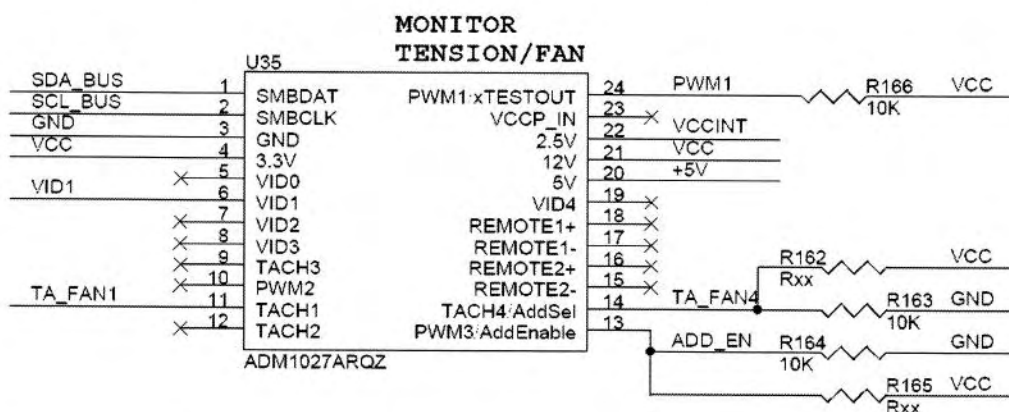 MONITOR
TENSION/FAN
U35
SDA_BUS 1 SMBDAT PWM1/xTESTOUT 24 PWM1 R166 10K VCC
SCL_BUS 2 SMBCLK VCCP_IN 23
GND 3 GND 2.5V 22 VCCINT
VCC 4 3.3V 12V 21 VCC
5 VID0 5V 20 +5V
VID1 6 VID1 VID4 19
7 VID2 REMOTE1+ 18
8 VID3 REMOTE1- 17
9 TACH3 REMOTE2+ 16 R162 Rxx VCC
10 PWM2 REMOTE2- 15
TA_FAN1 11 TACH1 TACH4/AddSel 14 TA_FAN4 R163 10K GND
12 TACH2 PWM3/AddEnable 13 ADD_EN R164 10K GND
R165 Rxx VCC
ADM1027ARQZ